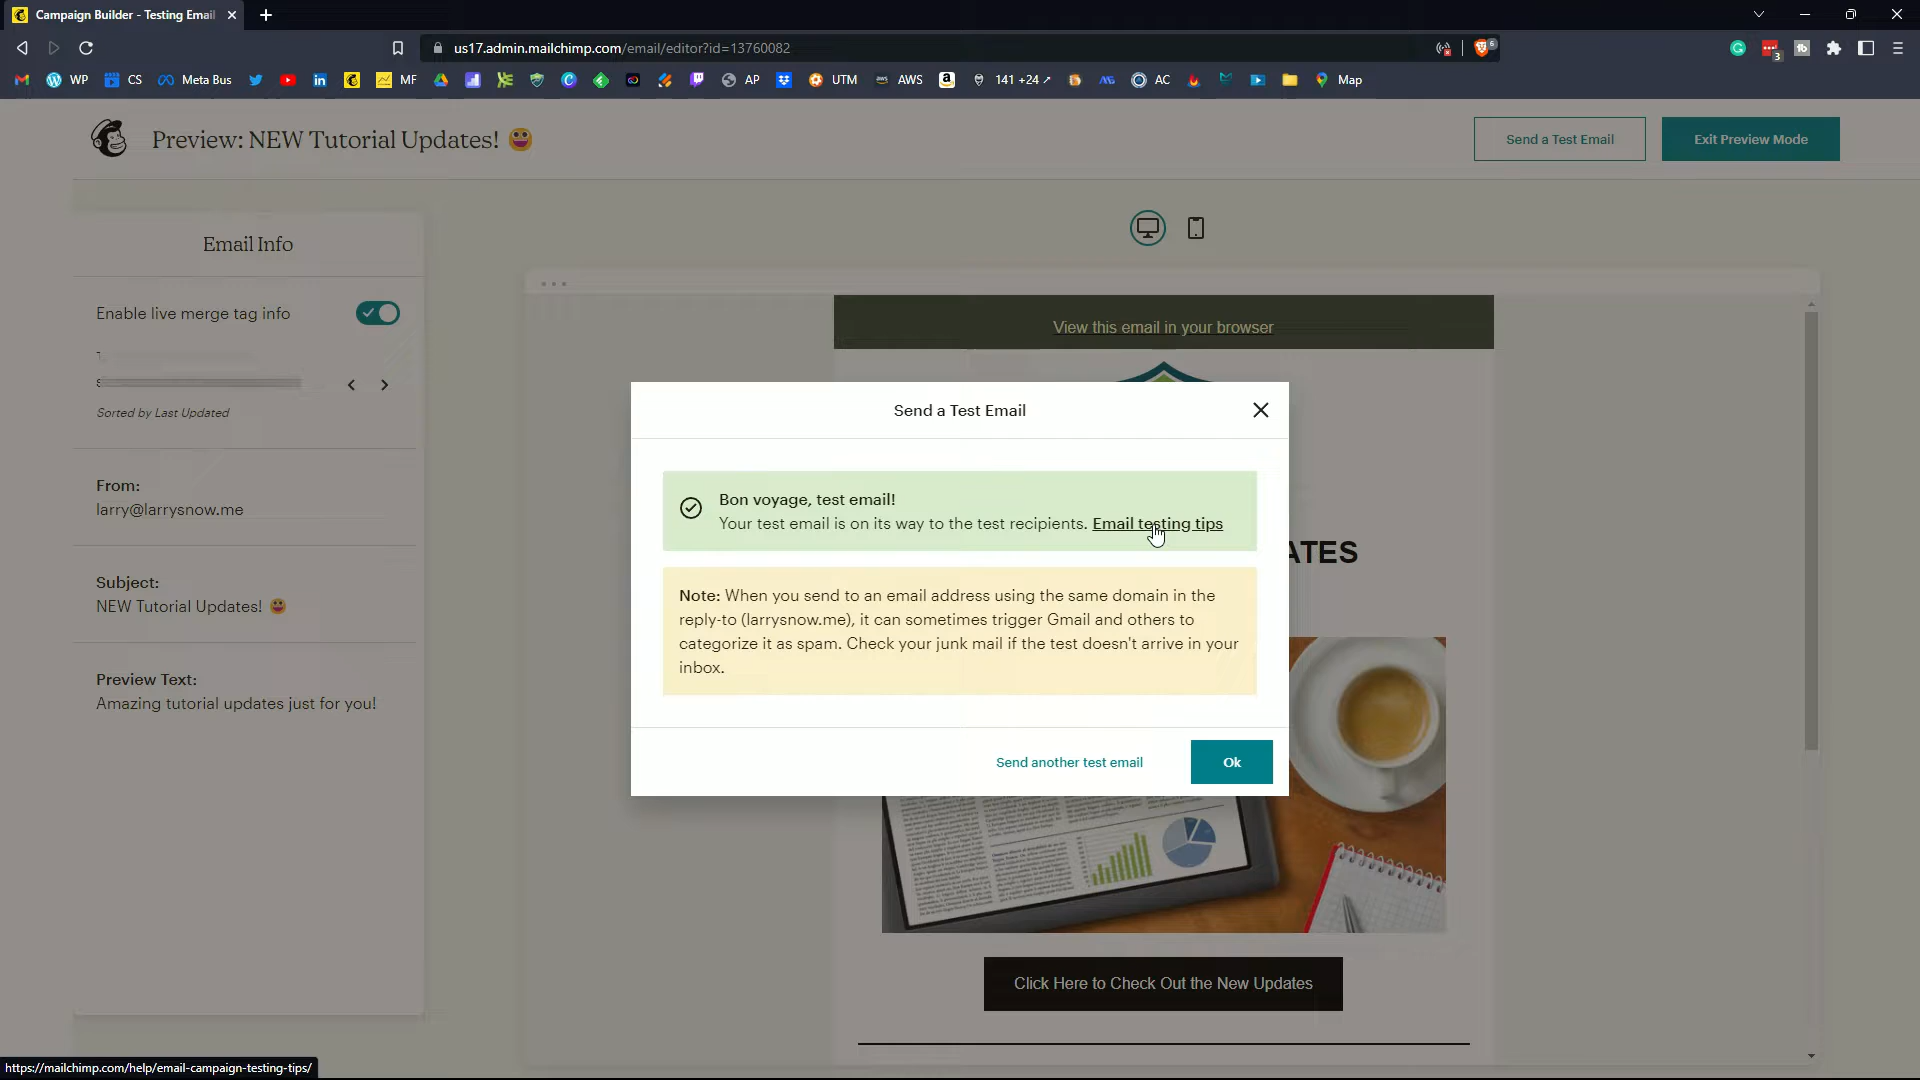 Campaign Builder - Testing Email
us17.admin.mailchimp.com/email/editor?id=13760082
6
3
WP
CS
Meta Bus
MF
AP
UTM
AWS
141 +24
AC
Map
Preview: NEW Tutorial Updates! 😀
Send a Test Email
Exit Preview Mode
Email Info
Enable live merge tag info
Sorted by Last Updated
From:
larry@larrysnow.me
Subject:
NEW Tutorial Updates! 😀
Preview Text:
Amazing tutorial updates just for you!
View this email in your browser
Send a Test Email
Bon voyage, test email!
Your test email is on its way to the test recipients. Email testing tips
Note: When you send to an email address using the same domain in the
reply-to (larrysnow.me), it can sometimes trigger Gmail and others to
categorize it as spam. Check your junk mail if the test doesn't arrive in your
inbox.
Send another test email
Ok
ATES
Click Here to Check Out the New Updates
https://mailchimp.com/help/email-campaign-testing-tips/